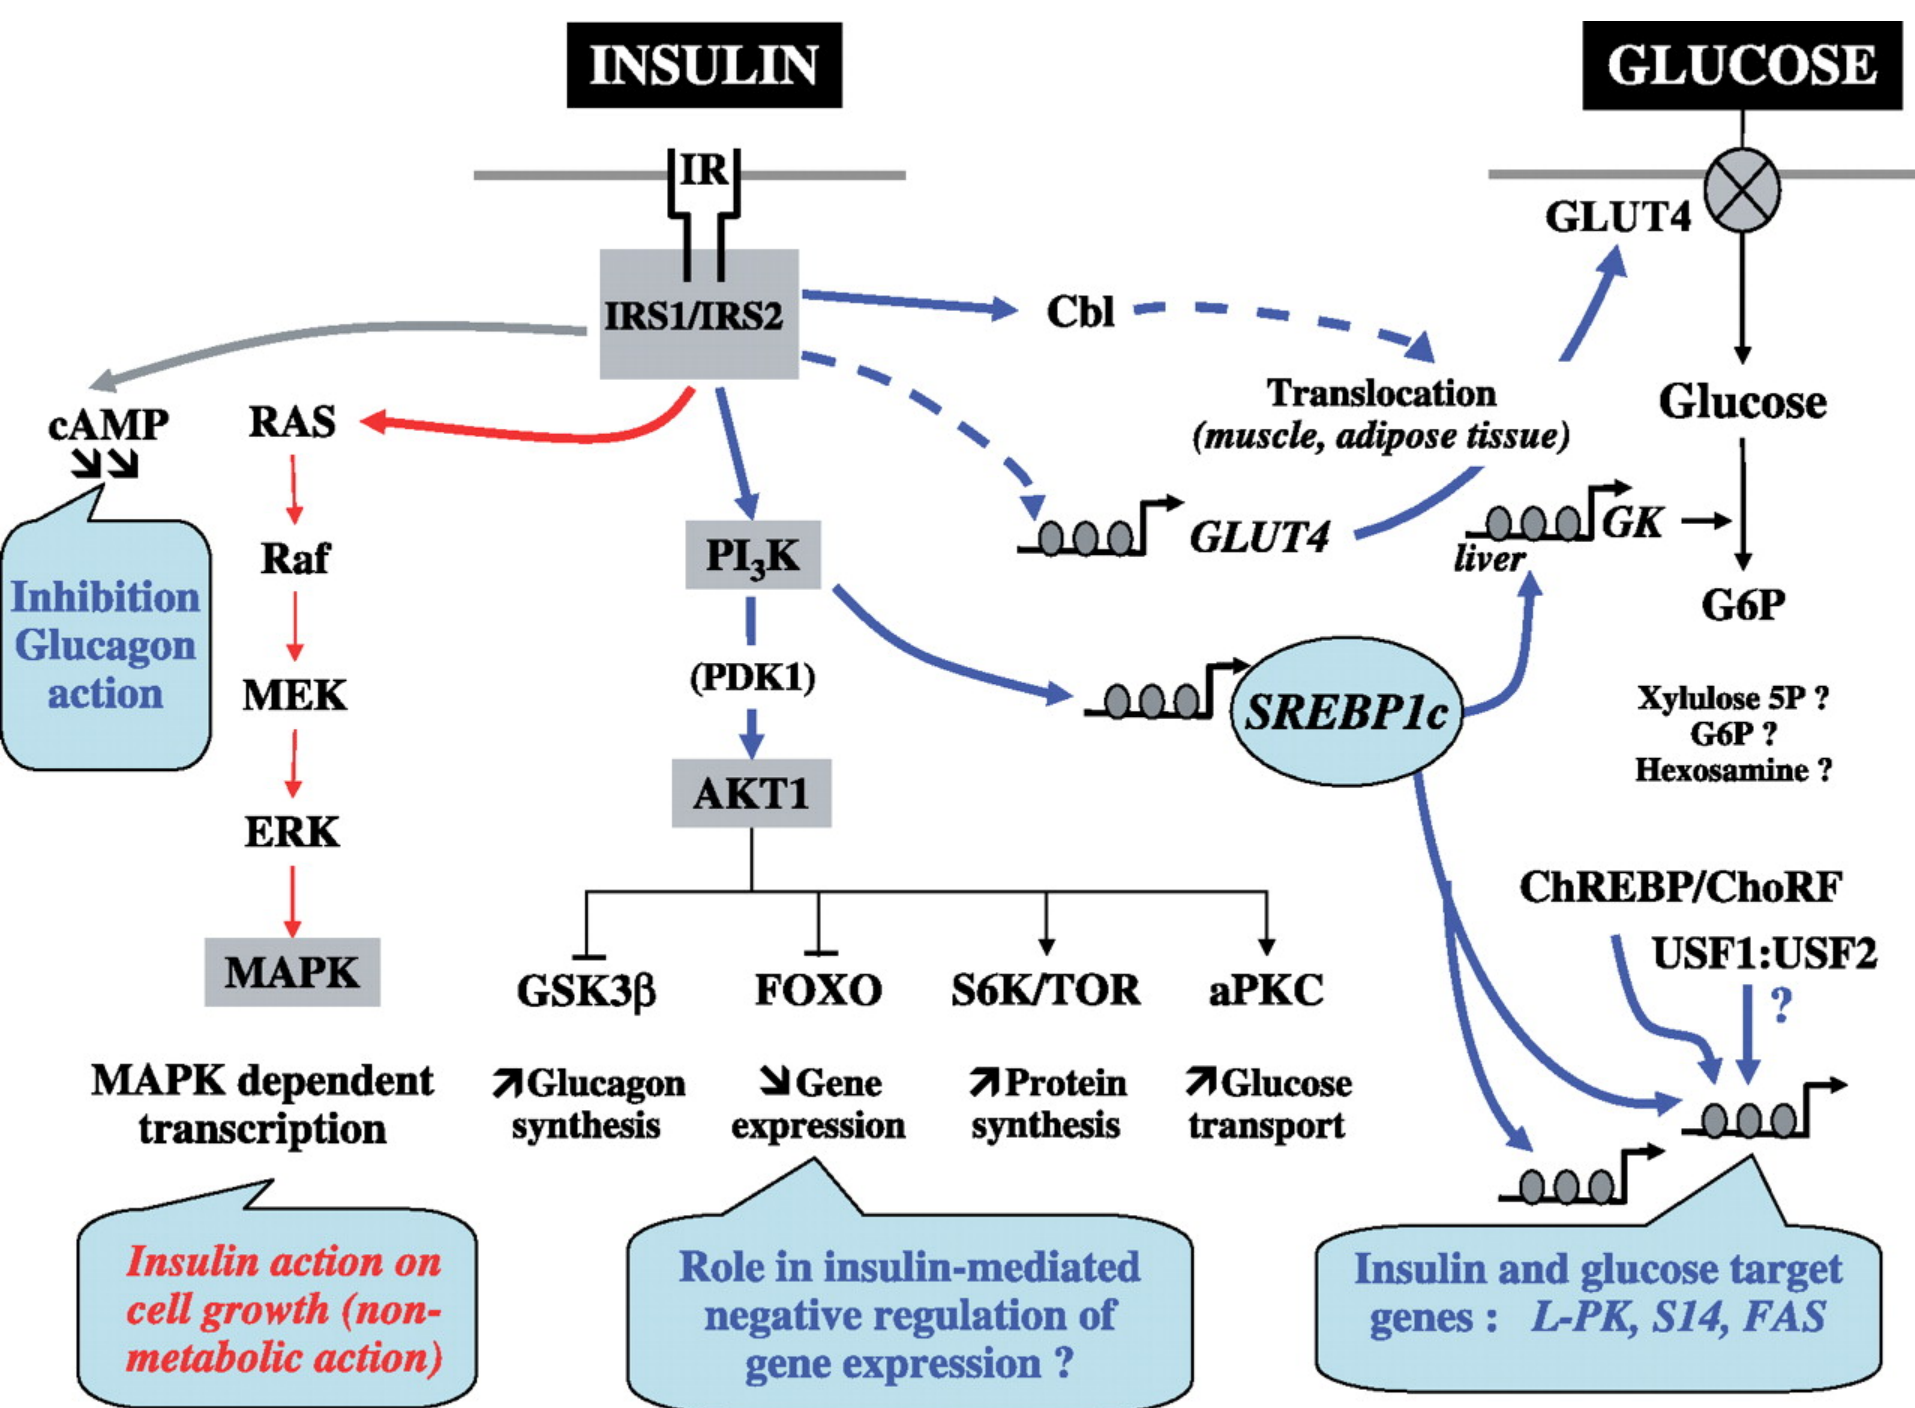 INSULIN
GLUCOSE
IR
GLUT4
IRS1/IRS2
Cbl
cAMP
↘↘
RAS
Translocation
(muscle, adipose tissue)
Glucose
GLUT4
liver
GK
G6P
Inhibition
Glucagon
action
Raf
MEK
ERK
MAPK
PI₃K
(PDK1)
AKT1
SREBP1c
Xylulose 5P ?
G6P ?
Hexosamine ?
ChREBP/ChoRF
USF1:USF2
?
GSK3β
FOXO
S6K/TOR
aPKC
MAPK dependent
transcription
↗Glucagon
synthesis
↘Gene
expression
↗Protein
synthesis
↗Glucose
transport
Insulin action on
cell growth (non-
metabolic action)
Role in insulin-mediated
negative regulation of
gene expression ?
Insulin and glucose target
genes : L-PK, S14, FAS